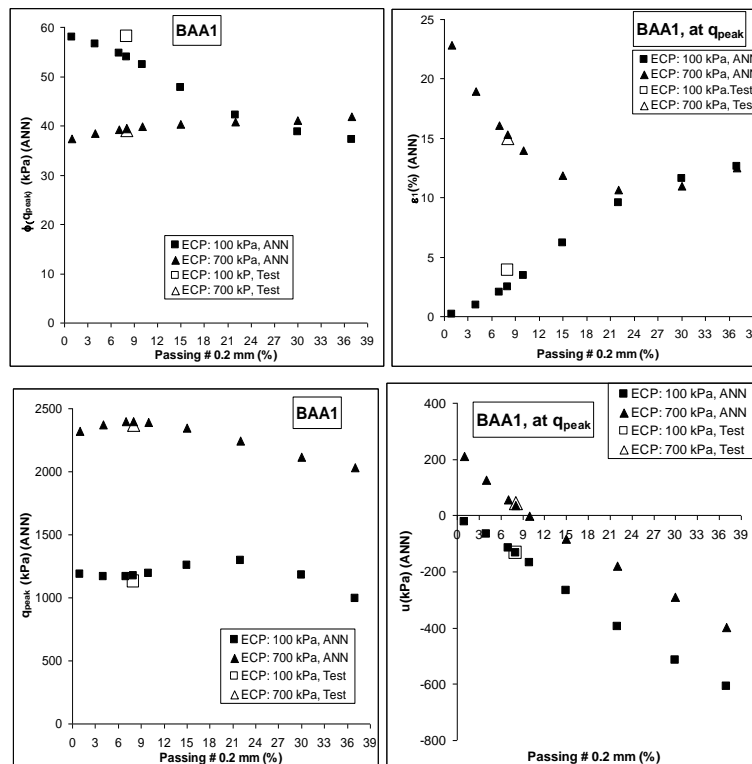 BAA1
ϕ(qpeak) (kPa) (ANN)
60
50
40
30
20
10
0
ECP: 100 kPa, ANN
ECP: 700 kPa, ANN
ECP: 100 kP, Test
ECP: 700 kP, Test
0 3 6 9 12 15 18 21 24 27 30 33 36 39
Passing # 0.2 mm (%)
BAA1, at qpeak
ε1(%) (ANN)
25
20
15
10
5
0
ECP: 100 kPa, ANN
ECP: 700 kPa, ANN
ECP: 100 kPa.Test
ECP: 700 kPa, Test
0 3 6 9 12 15 18 21 24 27 30 33 36 39
Passing # 0.2 mm (%)
BAA1
qpeak (kPa) (ANN)
2500
2000
1500
1000
500
0
ECP: 100 kPa, ANN
ECP: 700 kPa, ANN
ECP: 100 kPa, Test
ECP: 700 kPa, Test
0 3 6 9 12 15 18 21 24 27 30 33 36 39
Passing # 0.2 mm (%)
ECP: 100 kPa, ANN
ECP: 700 kPa, ANN
ECP: 100 kPa, Test
ECP: 700 kPa, Test
BAA1, at qpeak
u(kPa) (ANN)
400
200
0
-200
-400
-600
-800
0 3 6 9 12 15 18 21 24 27 30 33 36 39
Passing # 0.2 mm (%)